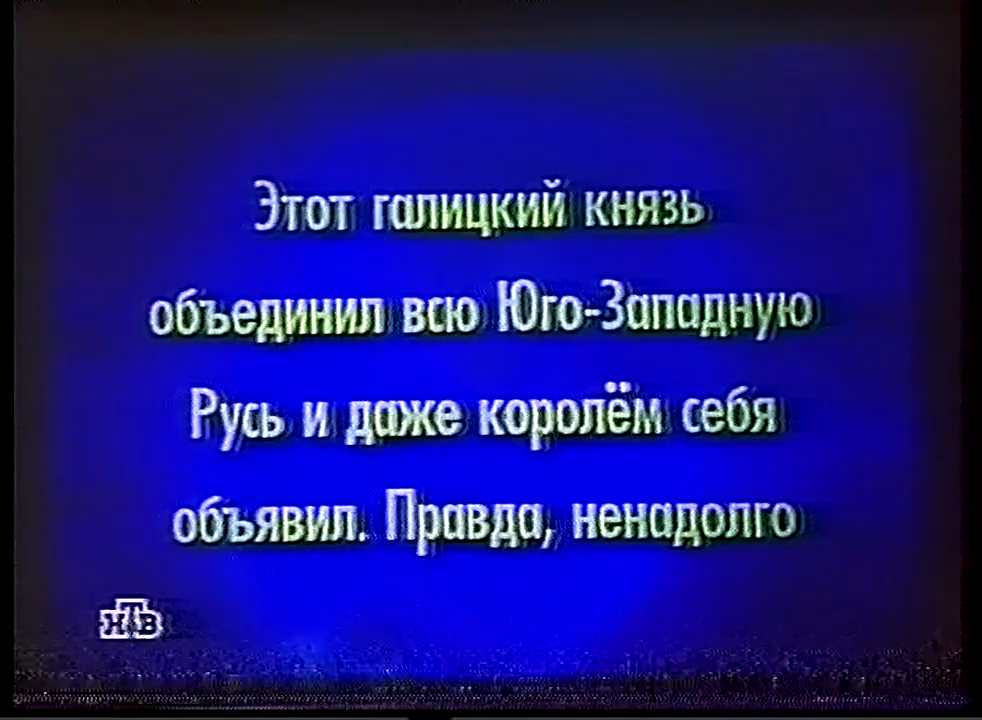 Этот галицкий князь
объединил всю Юго-Западную
Русь и даже королём себя
объявил. Правда, ненадолго
НТВ